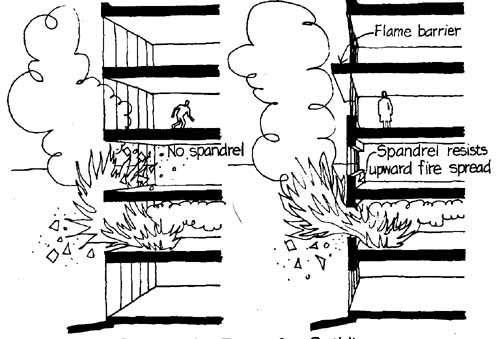 Flame barrier
No spandrel
Spandrel resists
upward fire spread